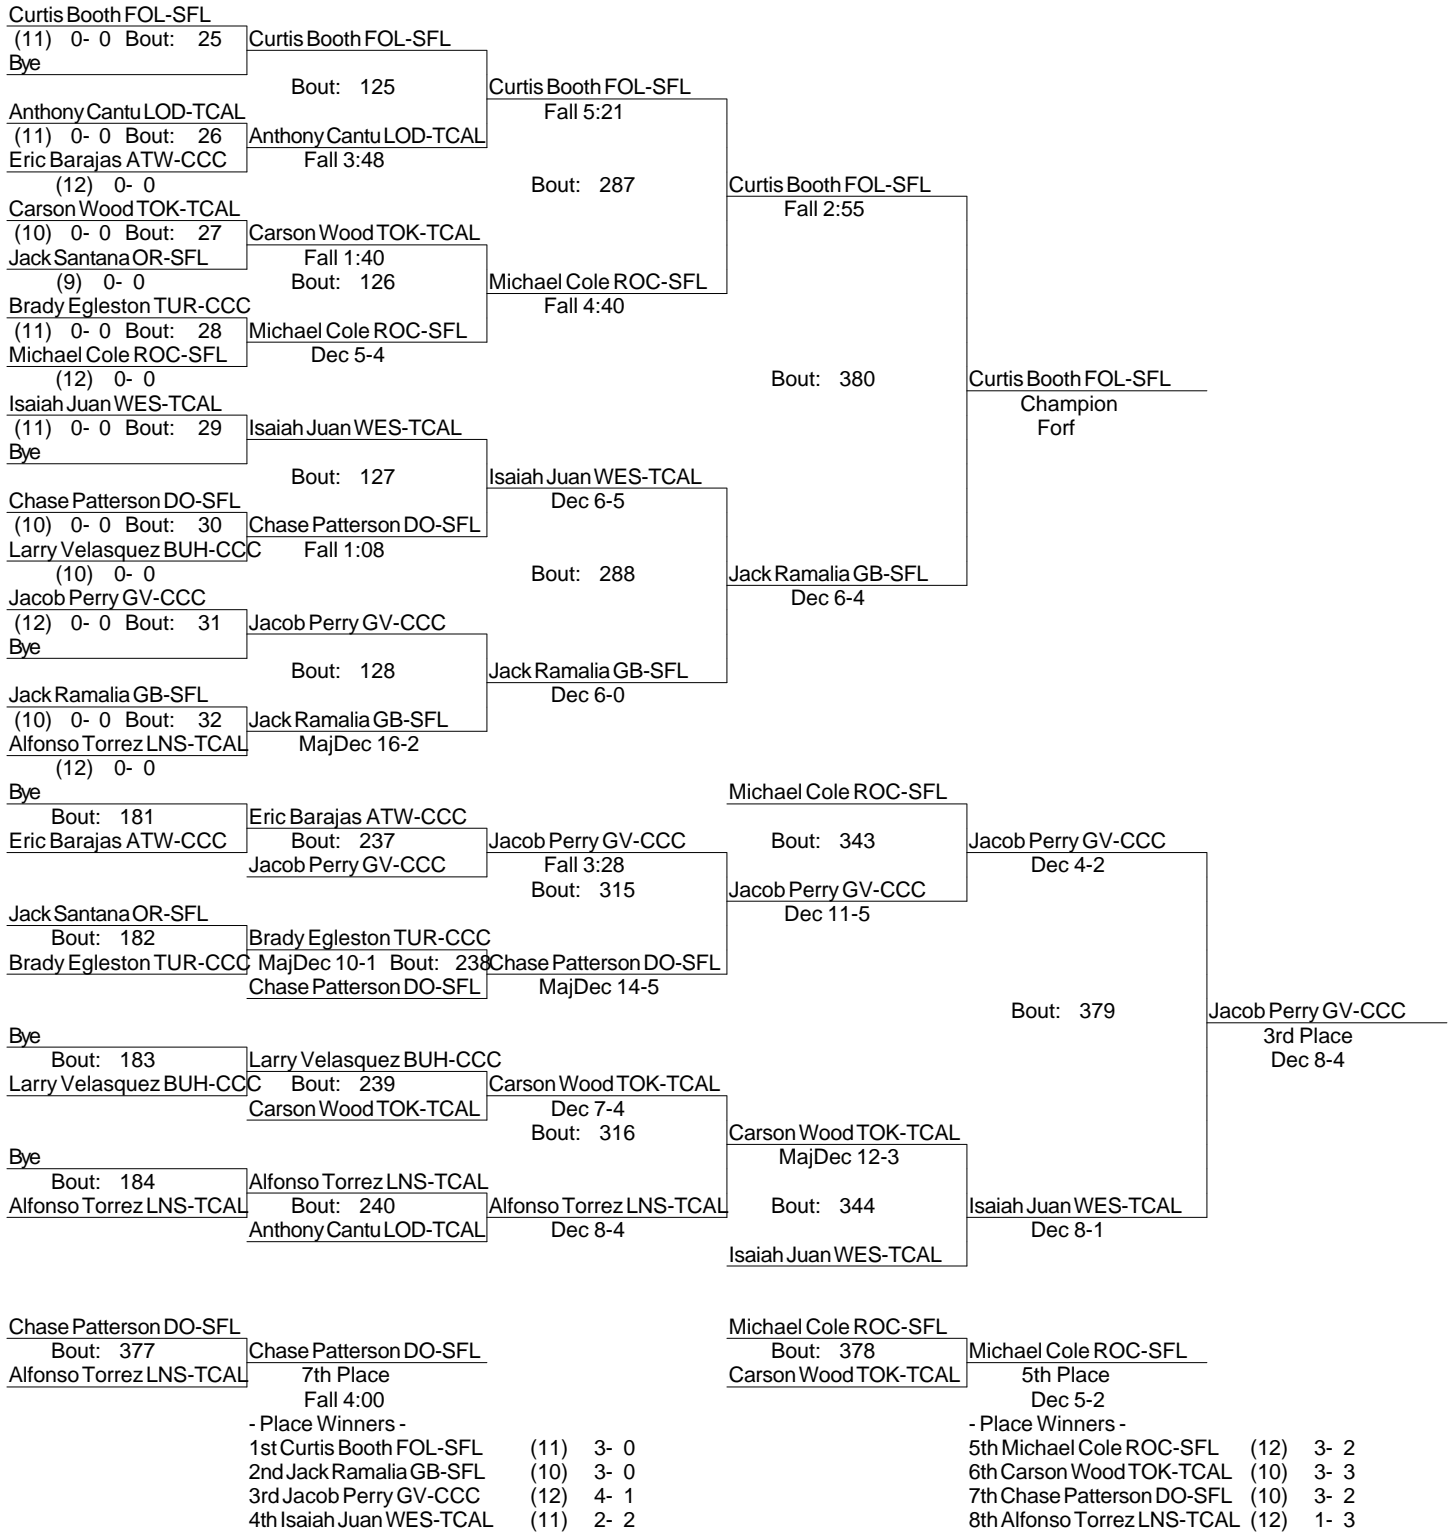 Curtis Booth FOL-SFL
(11) 0- 0 Bout: 25 Curtis Booth FOL-SFL
Bye
Bout: 125 Curtis Booth FOL-SFL
Anthony Cantu LOD-TCAL Fall 5:21
(11) 0- 0 Bout: 26 Anthony Cantu LOD-TCAL
Eric Barajas ATW-CCC Fall 3:48
(12) 0- 0 Bout: 287 Curtis Booth FOL-SFL
Carson Wood TOK-TCAL Fall 2:55
(10) 0- 0 Bout: 27 Carson Wood TOK-TCAL
Jack Santana OR-SFL Fall 1:40
(9) 0- 0 Bout: 126 Michael Cole ROC-SFL
Brady Egleston TUR-CCC Fall 4:40
(11) 0- 0 Bout: 28 Michael Cole ROC-SFL
Michael Cole ROC-SFL Dec 5-4
(12) 0- 0 Bout: 380 Curtis Booth FOL-SFL
Isaiah Juan WES-TCAL Champion
(11) 0- 0 Bout: 29 Isaiah Juan WES-TCAL Forf
Bye
Bout: 127 Isaiah Juan WES-TCAL
Chase Patterson DO-SFL Dec 6-5
(10) 0- 0 Bout: 30 Chase Patterson DO-SFL
Larry Velasquez BUH-CCC Fall 1:08
(10) 0- 0 Bout: 288 Jack Ramalia GB-SFL
Jacob Perry GV-CCC Dec 6-4
(12) 0- 0 Bout: 31 Jacob Perry GV-CCC
Bye
Bout: 128 Jack Ramalia GB-SFL
Jack Ramalia GB-SFL Dec 6-0
(10) 0- 0 Bout: 32 Jack Ramalia GB-SFL
Alfonso Torrez LNS-TCAL MajDec 16-2
(12) 0- 0
Bye Michael Cole ROC-SFL
Bout: 181 Eric Barajas ATW-CCC
Eric Barajas ATW-CCC Bout: 237 Jacob Perry GV-CCC Bout: 343 Jacob Perry GV-CCC
Jacob Perry GV-CCC Fall 3:28 Dec 4-2
Bout: 315 Jacob Perry GV-CCC
Jack Santana OR-SFL Dec 11-5
Bout: 182 Brady Egleston TUR-CCC
Brady Egleston TUR-CCC MajDec 10-1 Bout: 238 Chase Patterson DO-SFL
Chase Patterson DO-SFL MajDec 14-5
Bout: 379 Jacob Perry GV-CCC
Bye 3rd Place
Bout: 183 Larry Velasquez BUH-CCC Dec 8-4
Larry Velasquez BUH-CCC Bout: 239 Carson Wood TOK-TCAL
Carson Wood TOK-TCAL Dec 7-4
Bout: 316 Carson Wood TOK-TCAL
Bye MajDec 12-3
Bout: 184 Alfonso Torrez LNS-TCAL
Alfonso Torrez LNS-TCAL Bout: 240 Alfonso Torrez LNS-TCAL Bout: 344 Isaiah Juan WES-TCAL
Anthony Cantu LOD-TCAL Dec 8-4 Dec 8-1
Isaiah Juan WES-TCAL
Chase Patterson DO-SFL Michael Cole ROC-SFL
Bout: 377 Chase Patterson DO-SFL Bout: 378 Michael Cole ROC-SFL
Alfonso Torrez LNS-TCAL 7th Place Carson Wood TOK-TCAL 5th Place
Fall 4:00 Dec 5-2
- Place Winners - - Place Winners -
1st Curtis Booth FOL-SFL (11) 3- 0 5th Michael Cole ROC-SFL (12) 3- 2
2nd Jack Ramalia GB-SFL (10) 3- 0 6th Carson Wood TOK-TCAL (10) 3- 3
3rd Jacob Perry GV-CCC (12) 4- 1 7th Chase Patterson DO-SFL (10) 3- 2
4th Isaiah Juan WES-TCAL (11) 2- 2 8th Alfonso Torrez LNS-TCAL (12) 1- 3